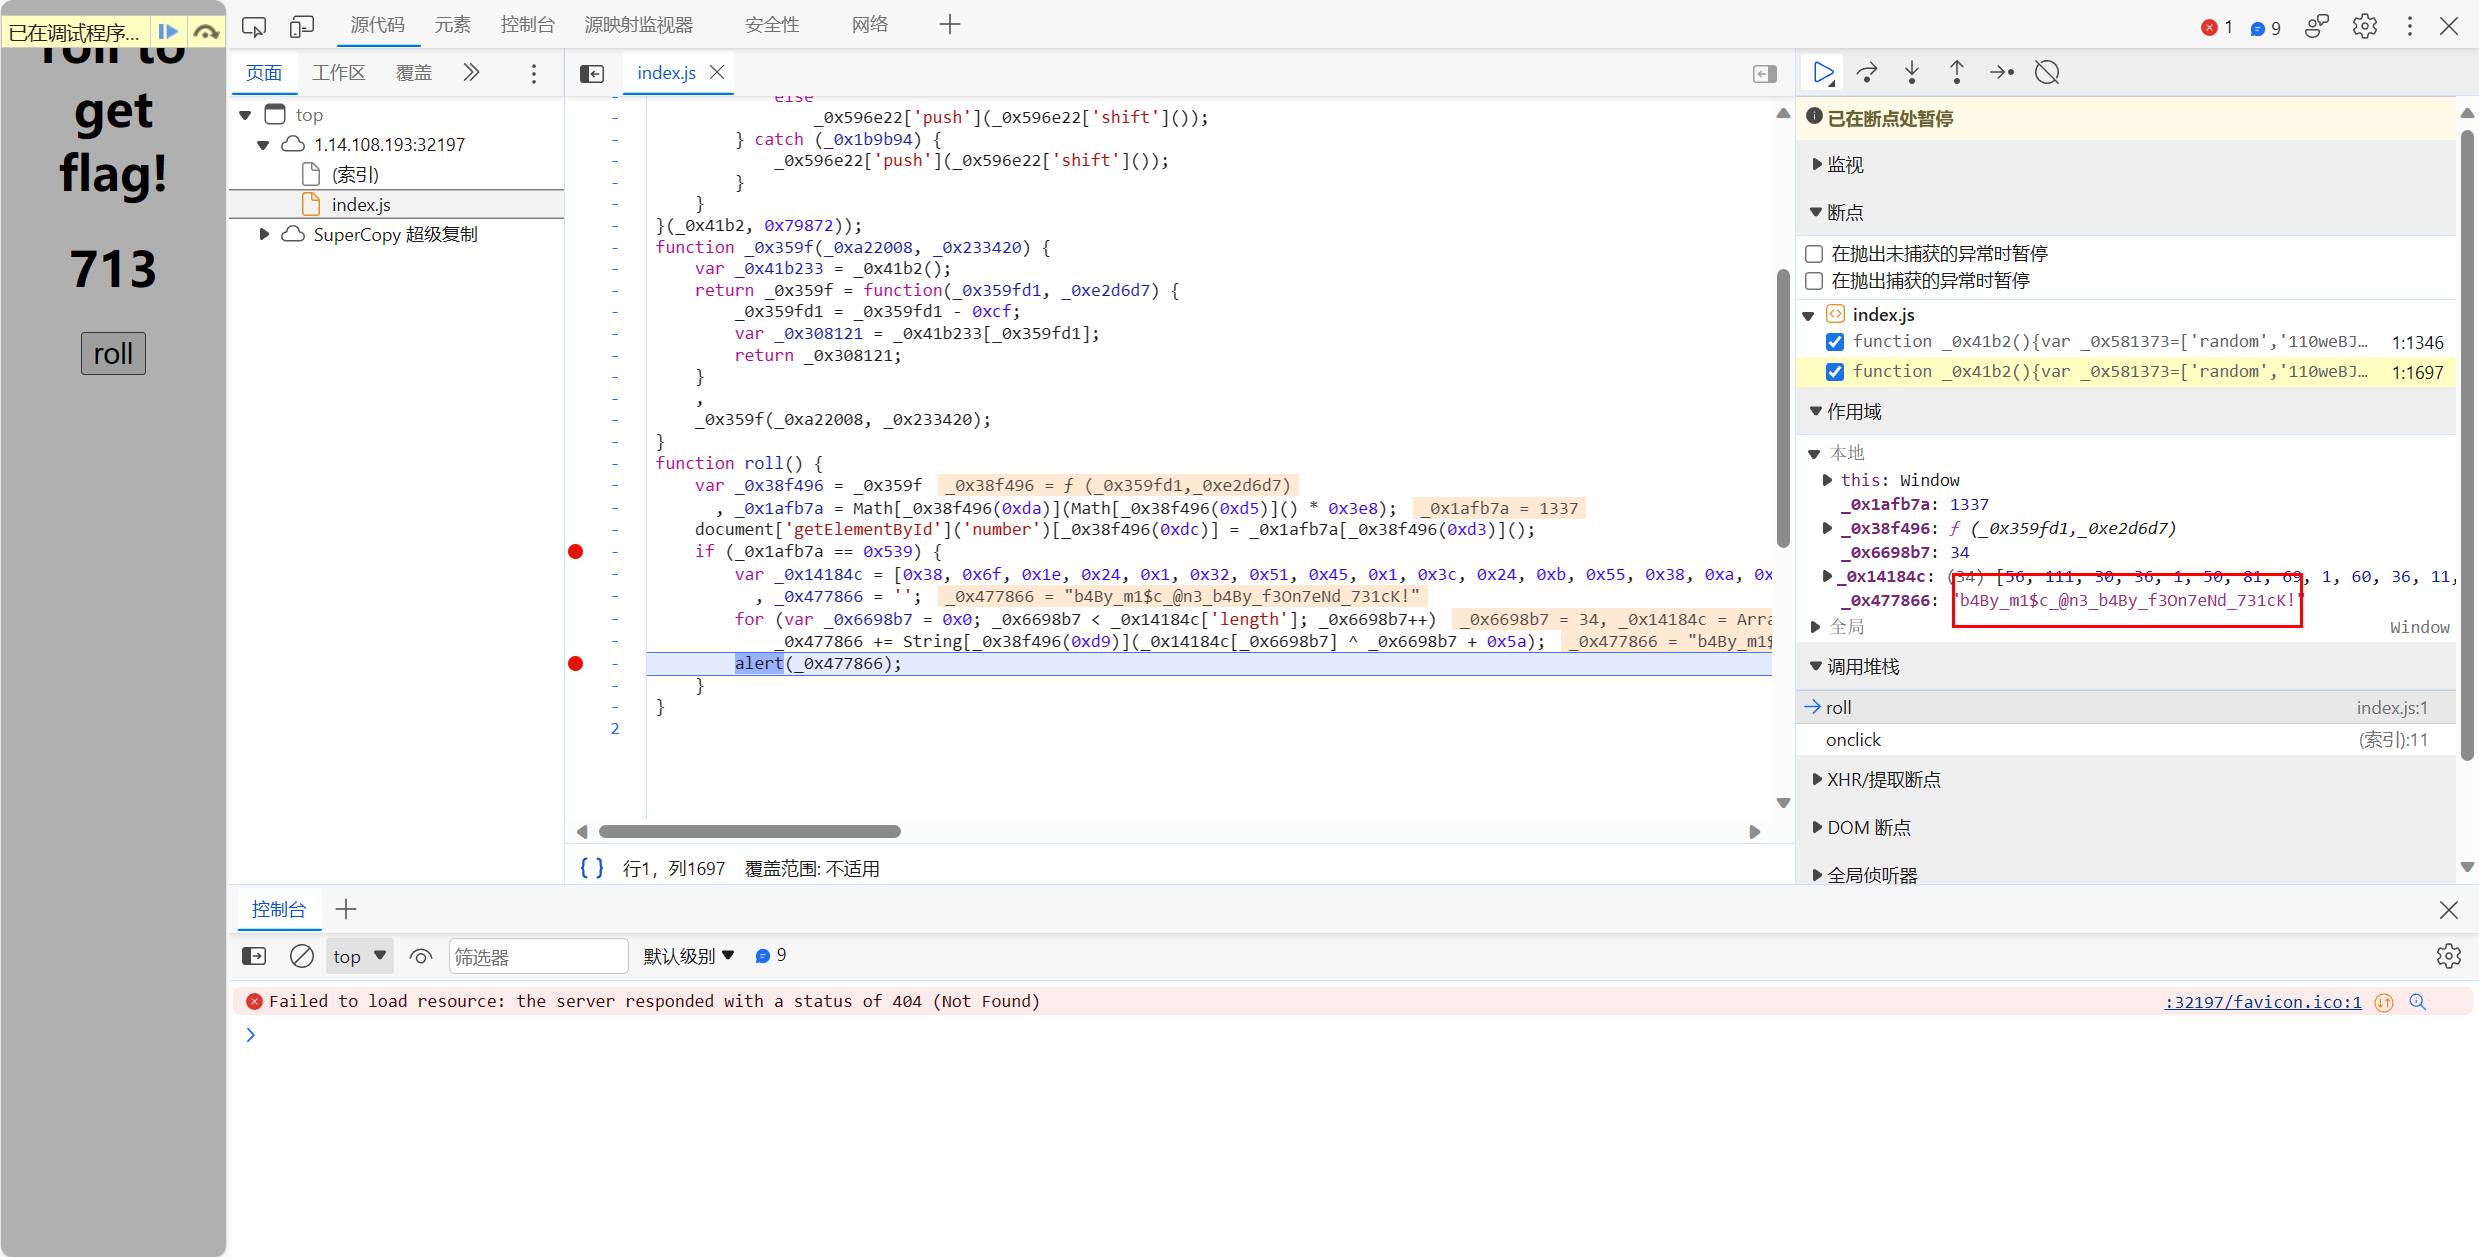 已在调试程序...
roll to
get
flag!
713
roll
源代码 元素 控制台 源映射监视器 安全性 网络
1 9
页面 工作区 覆盖
index.js
top
1.14.108.193:32197
(索引)
index.js
SuperCopy 超级复制
else
_0x596e22['push'](_0x596e22['shift']());
} catch (_0x1b9b94) {
_0x596e22['push'](_0x596e22['shift']());
}
}
}(_0x41b2, 0x79872));
function _0x359f(_0xa22008, _0x233420) {
var _0x41b233 = _0x41b2();
return _0x359f = function(_0x359fd1, _0xe2d6d7) {
_0x359fd1 = _0x359fd1 - 0xcf;
var _0x308121 = _0x41b233[_0x359fd1];
return _0x308121;
}
,
_0x359f(_0xa22008, _0x233420);
}
function roll() {
var _0x38f496 = _0x359f _0x38f496 = ƒ (_0x359fd1,_0xe2d6d7)
, _0x1afb7a = Math[_0x38f496(0xda)](Math[_0x38f496(0xd5)]() * 0x3e8); _0x1afb7a = 1337
document['getElementById']('number')[_0x38f496(0xdc)] = _0x1afb7a[_0x38f496(0xd3)]();
if (_0x1afb7a == 0x539) {
var _0x14184c = [0x38, 0x6f, 0x1e, 0x24, 0x1, 0x32, 0x51, 0x45, 0x1, 0x3c, 0x24, 0xb, 0x55, 0x38, 0xa, 0x
, _0x477866 = ''; _0x477866 = "b4By_m1$c_@n3_b4By_f3On7eNd_731cK!"
for (var _0x6698b7 = 0x0; _0x6698b7 < _0x14184c['length']; _0x6698b7++) _0x6698b7 = 34, _0x14184c = Arra
_0x477866 += String[_0x38f496(0xd9)](_0x14184c[_0x6698b7] ^ _0x6698b7 + 0x5a); _0x477866 = "b4By_m1$
alert(_0x477866);
}
}
2
{ } 行1，列1697 覆盖范围: 不适用
已在断点处暂停
监视
断点
在抛出未捕获的异常时暂停
在抛出捕获的异常时暂停
index.js
function _0x41b2(){var _0x581373=['random','110weBJ… 1:1346
function _0x41b2(){var _0x581373=['random','110weBJ… 1:1697
作用域
本地
this: Window
_0x1afb7a: 1337
_0x38f496: ƒ (_0x359fd1,_0xe2d6d7)
_0x6698b7: 34
_0x14184c: (34) [56, 111, 30, 36, 1, 50, 81, 69, 1, 60, 36, 11,
_0x477866: "b4By_m1$c_@n3_b4By_f3On7eNd_731cK!"
全局 Window
调用堆栈
roll index.js:1
onclick (索引):11
XHR/提取断点
DOM 断点
全局侦听器
控制台
top 筛选器 默认级别 9
Failed to load resource: the server responded with a status of 404 (Not Found) :32197/favicon.ico:1